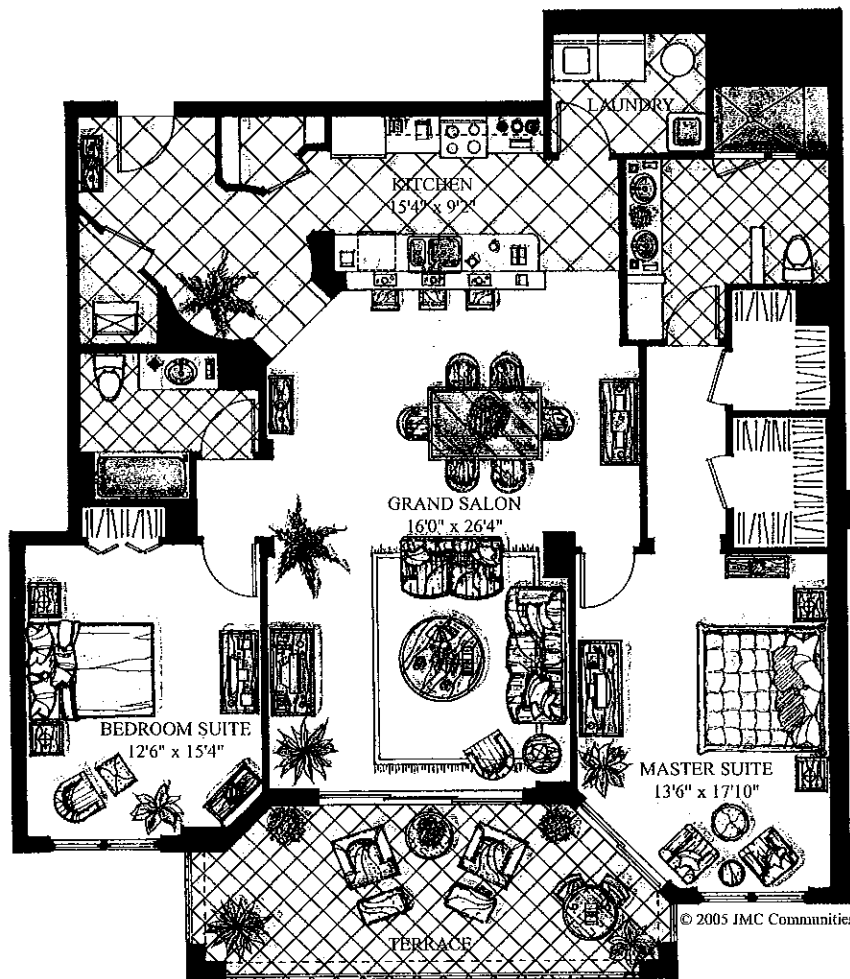 LAUNDRY
KITCHEN
15'4" x 9'2"
GRAND SALON
16'0" x 26'4"
BEDROOM SUITE
12'6" x 15'4"
MASTER SUITE
13'6" x 17'10"
© 2005 JMC Communities
TERRACE